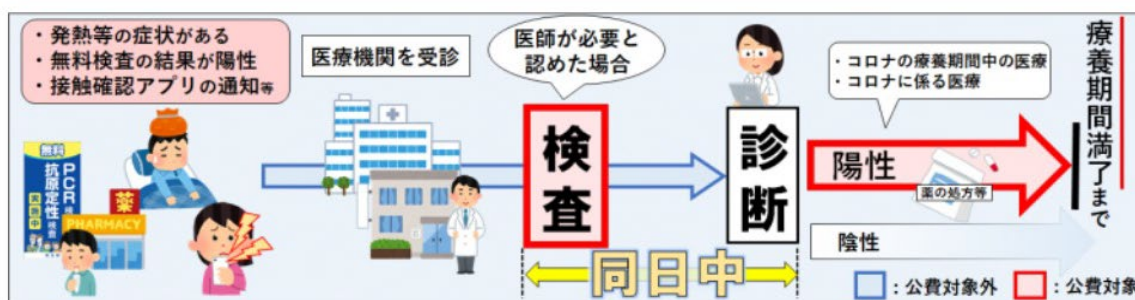 ・発熱等の症状がある
・無料検査の結果が陽性
・接触確認アプリの通知等
医療機関を受診
医師が必要と
認めた場合
検査
診断
・コロナの療養期間中の医療
・コロナに係る医療
陽性
薬の処方等
療養期間満了まで
陰性
無料
PCR
抗原定性検査
実施中
薬
PHARMACY
同日中
：公費対象外
：公費対象